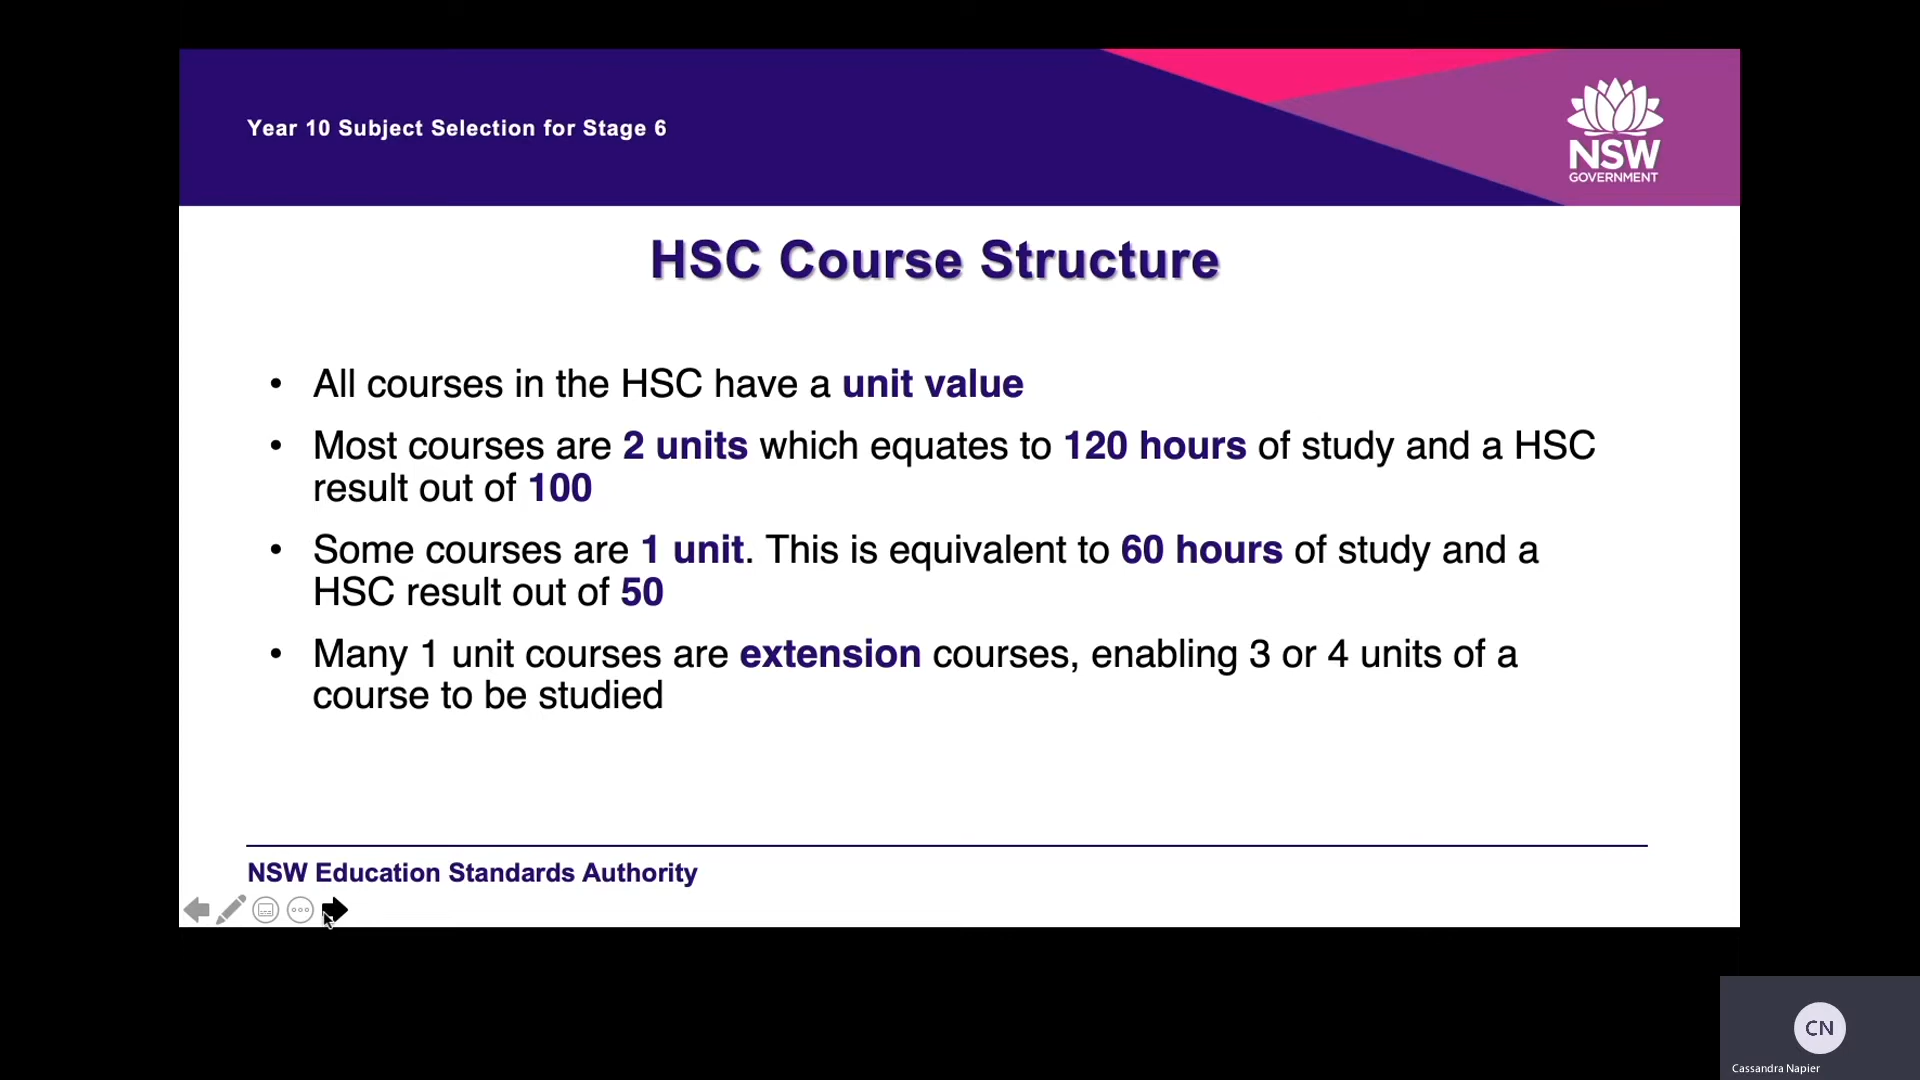 Year 10 Subject Selection for Stage 6
NSW
GOVERNMENT
HSC Course Structure
• All courses in the HSC have a unit value
• Most courses are 2 units which equates to 120 hours of study and a HSC
result out of 100
• Some courses are 1 unit. This is equivalent to 60 hours of study and a
HSC result out of 50
• Many 1 unit courses are extension courses, enabling 3 or 4 units of a
course to be studied
NSW Education Standards Authority
CN
Cassandra Napier